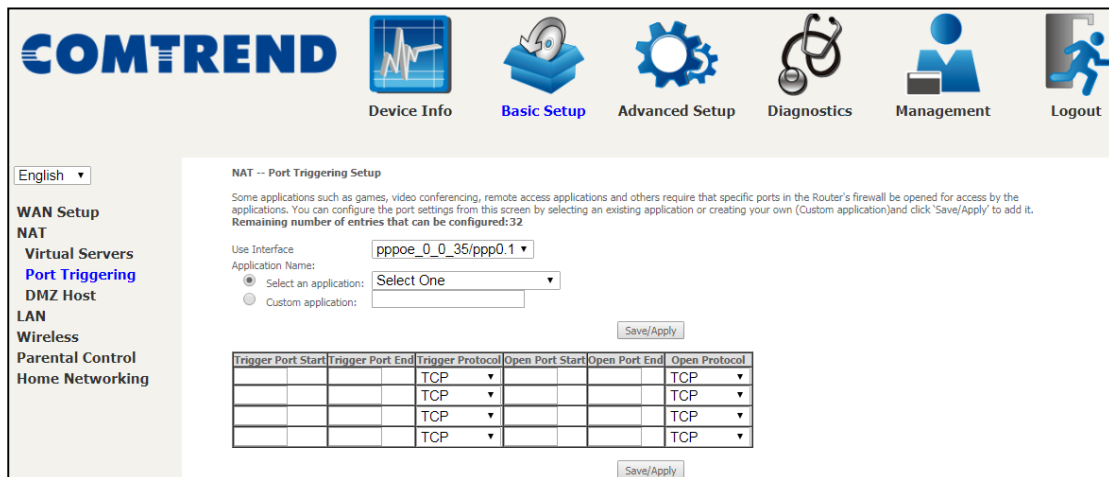 COMTREND
Device Info
Basic Setup
Advanced Setup
Diagnostics
Management
Logout
English
WAN Setup
NAT
Virtual Servers
Port Triggering
DMZ Host
LAN
Wireless
Parental Control
Home Networking
NAT -- Port Triggering Setup
Some applications such as games, video conferencing, remote access applications and others require that specific ports in the Router's firewall be opened for access by the
applications. You can configure the port settings from this screen by selecting an existing application or creating your own (Custom application)and click 'Save/Apply' to add it.
Remaining number of entries that can be configured:32
Use Interface pppoe_0_0_35/ppp0.1
Application Name:
Select an application: Select One
Custom application:
Save/Apply
Trigger Port Start Trigger Port End Trigger Protocol Open Port Start Open Port End Open Protocol
TCP TCP
TCP TCP
TCP TCP
TCP TCP
Save/Apply